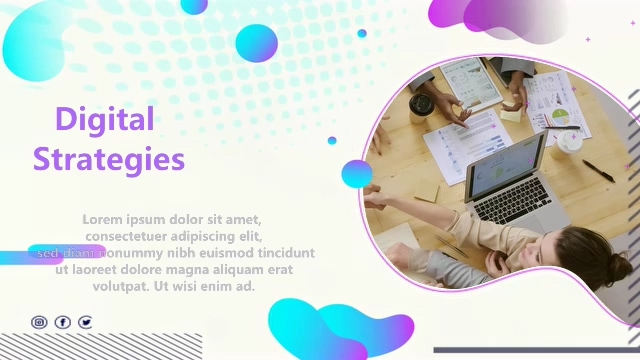 Digital
Strategies
Lorem ipsum dolor sit amet,
consectetuer adipiscing elit,
sed diam nonummy nibh euismod tincidunt
ut laoreet dolore magna aliquam erat
volutpat. Ut wisi enim ad.